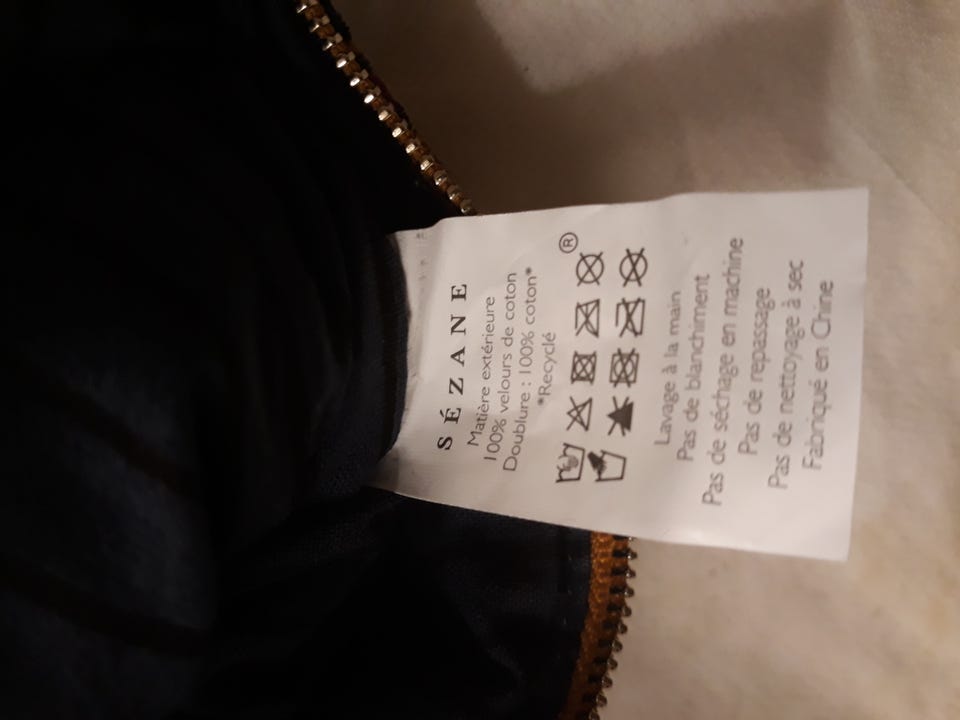 SÉZANE
Matière extérieure
100% velours de coton
Doublure : 100% coton*
*Recyclé
®
Lavage à la main
Pas de blanchiment
Pas de séchage en machine
Pas de repassage
Pas de nettoyage à sec
Fabriqué en Chine